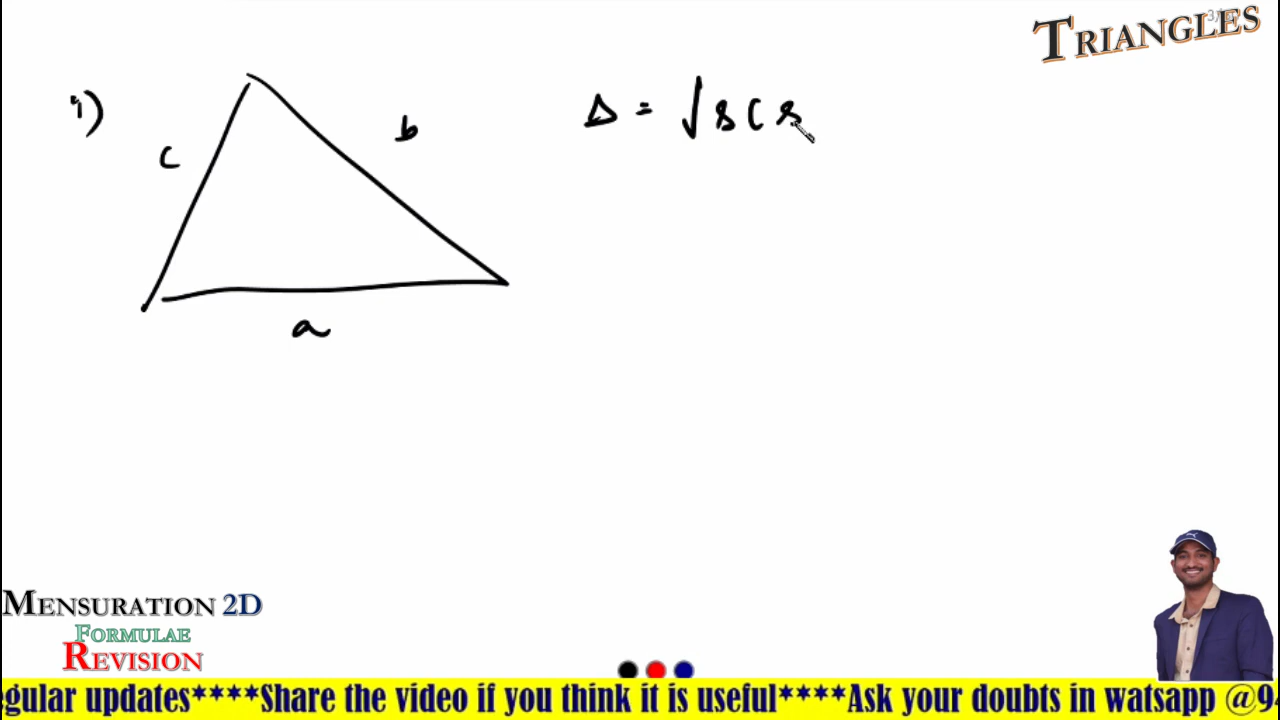 TRIANGLES
1)
c
b
Δ = √s(s
a
MENSURATION 2D
FORMULAE
REVISION
egular updates****Share the video if you think it is useful****Ask your doubts in watsapp @9